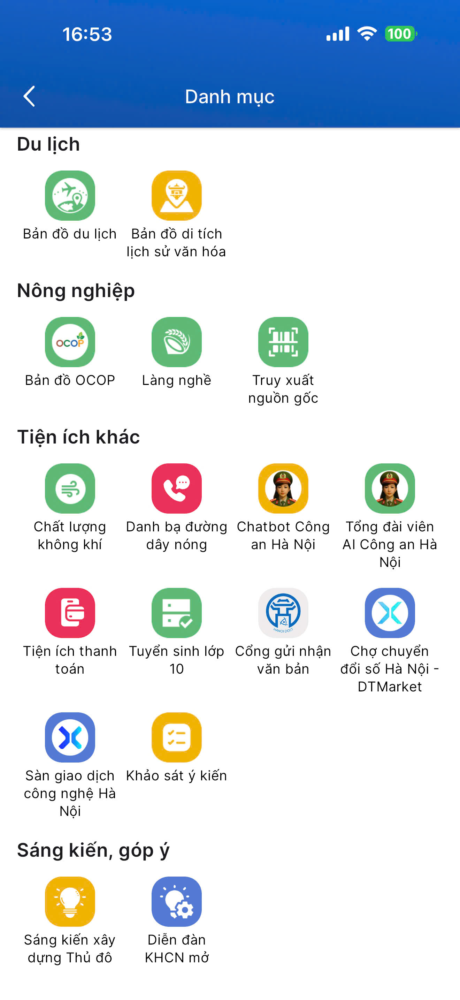 16:53
100
Danh mục
Du lịch
Bản đồ du lịch
Bản đồ di tích
lịch sử văn hóa
Nông nghiệp
OCOP
Bản đồ OCOP
Làng nghề
Truy xuất
nguồn gốc
Tiện ích khác
Chất lượng
không khí
Danh bạ đường
dây nóng
Chatbot Công
an Hà Nội
Tổng đài viên
AI Công an Hà
Nội
HANOI DOST
Tiện ích thanh
toán
Tuyển sinh lớp
10
Cổng gửi nhận
văn bản
Chợ chuyển
đổi số Hà Nội -
DTMarket
Sàn giao dịch
công nghệ Hà
Nội
Khảo sát ý kiến
Sáng kiến, góp ý
Sáng kiến xây
dựng Thủ đô
Diễn đàn
KHCN mở